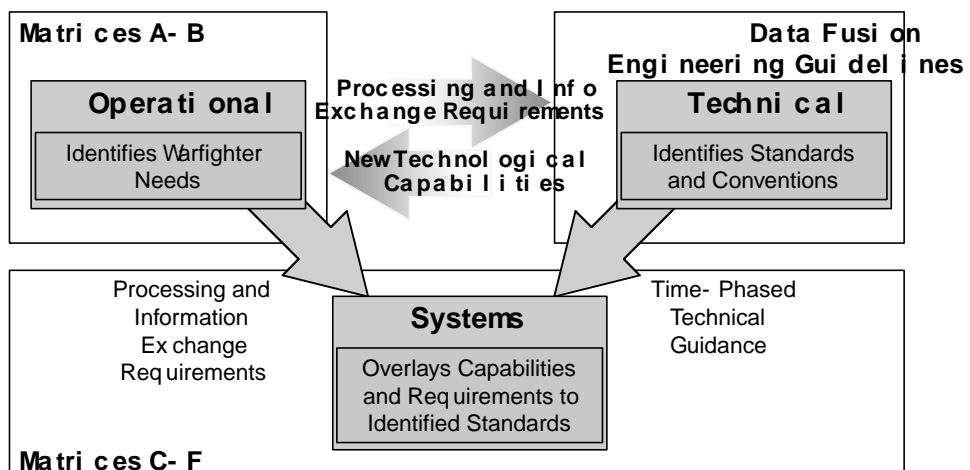 Matrices A-B
Data Fusion
Engineering Guidelines
Operational
Identifies Warfighter
Needs
Processing and Info
Exchange Requirements
New Technological
Capabilities
Technical
Identifies Standards
and Conventions
Processing and
Information
Exchange
Requirements
Systems
Overlays Capabilities
and Requirements to
Identified Standards
Time-Phased
Technical
Guidance
Matrices C-F